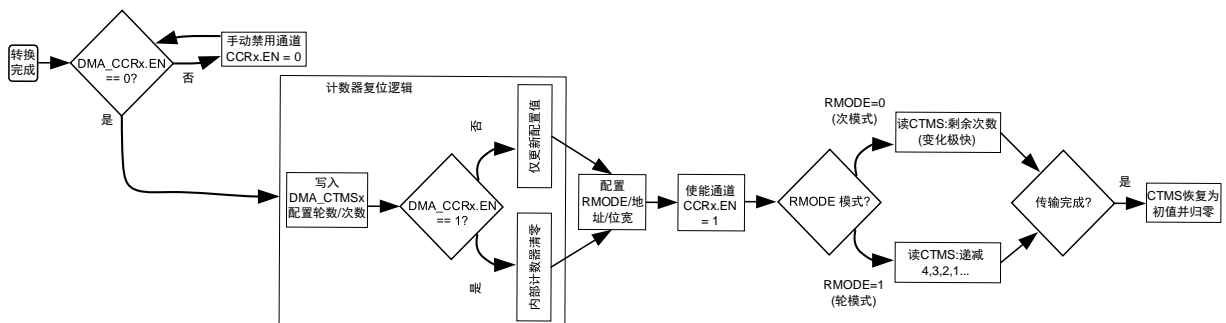 转换
完成
DMA_CCRx.EN
== 0?
手动禁用通道
CCRx.EN = 0
否
是
计数器复位逻辑
写入
DMA_CTMSx
配置轮数/次数
DMA_CCRx.EN
== 1?
否
仅更新配置值
是
内部计数器清零
配置
RMODE/地
址/位宽
使能通道
CCRx.EN
= 1
RMODE 模式?
RMODE=0
(次模式)
读CTMS:剩余次数
(变化极快)
RMODE=1
(轮模式)
读CTMS:递减
4,3,2,1...
传输完成?
是
CTMS恢复为
初值并归零